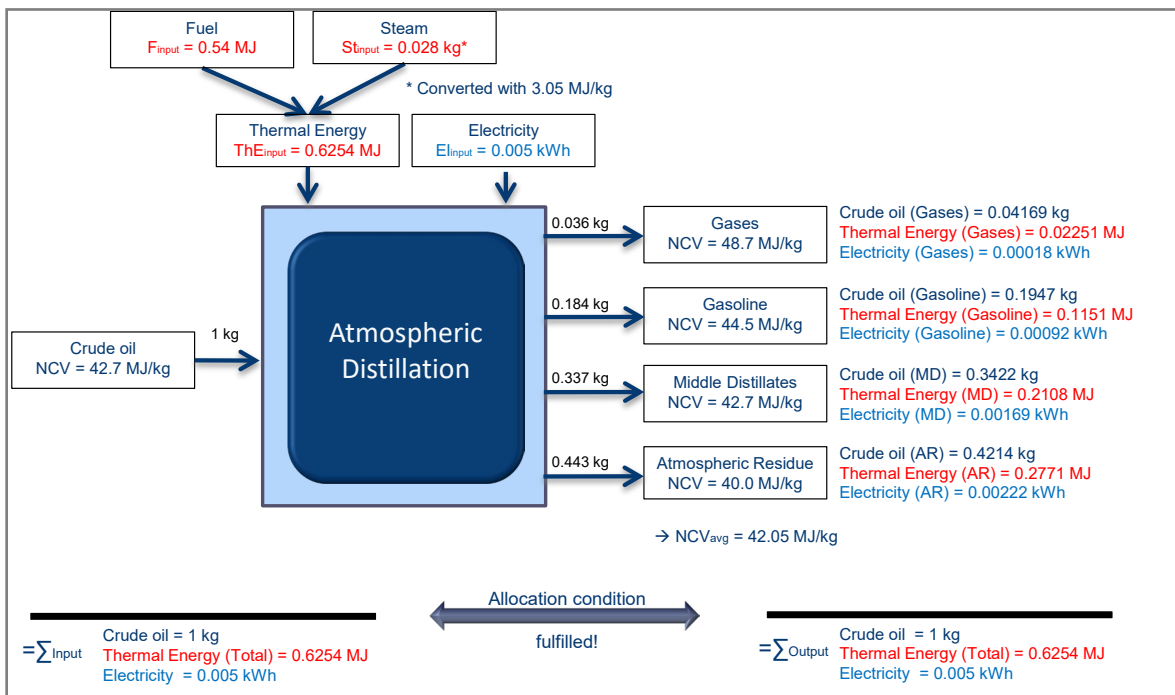 Fuel
Finput = 0.54 MJ
Steam
Stinput = 0.028 kg*
* Converted with 3.05 MJ/kg
Thermal Energy
ThEinput = 0.6254 MJ
Electricity
Elinput = 0.005 kWh
Crude oil
NCV = 42.7 MJ/kg
1 kg
Atmospheric
Distillation
0.036 kg
Gases
NCV = 48.7 MJ/kg
Crude oil (Gases) = 0.04169 kg
Thermal Energy (Gases) = 0.02251 MJ
Electricity (Gases) = 0.00018 kWh
0.184 kg
Gasoline
NCV = 44.5 MJ/kg
Crude oil (Gasoline) = 0.1947 kg
Thermal Energy (Gasoline) = 0.1151 MJ
Electricity (Gasoline) = 0.00092 kWh
0.337 kg
Middle Distillates
NCV = 42.7 MJ/kg
Crude oil (MD) = 0.3422 kg
Thermal Energy (MD) = 0.2108 MJ
Electricity (MD) = 0.00169 kWh
0.443 kg
Atmospheric Residue
NCV = 40.0 MJ/kg
Crude oil (AR) = 0.4214 kg
Thermal Energy (AR) = 0.2771 MJ
Electricity (AR) = 0.00222 kWh
→ NCVavg = 42.05 MJ/kg
=∑Input
Crude oil = 1 kg
Thermal Energy (Total) = 0.6254 MJ
Electricity = 0.005 kWh
Allocation condition
fulfilled!
=∑Output
Crude oil = 1 kg
Thermal Energy (Total) = 0.6254 MJ
Electricity = 0.005 kWh